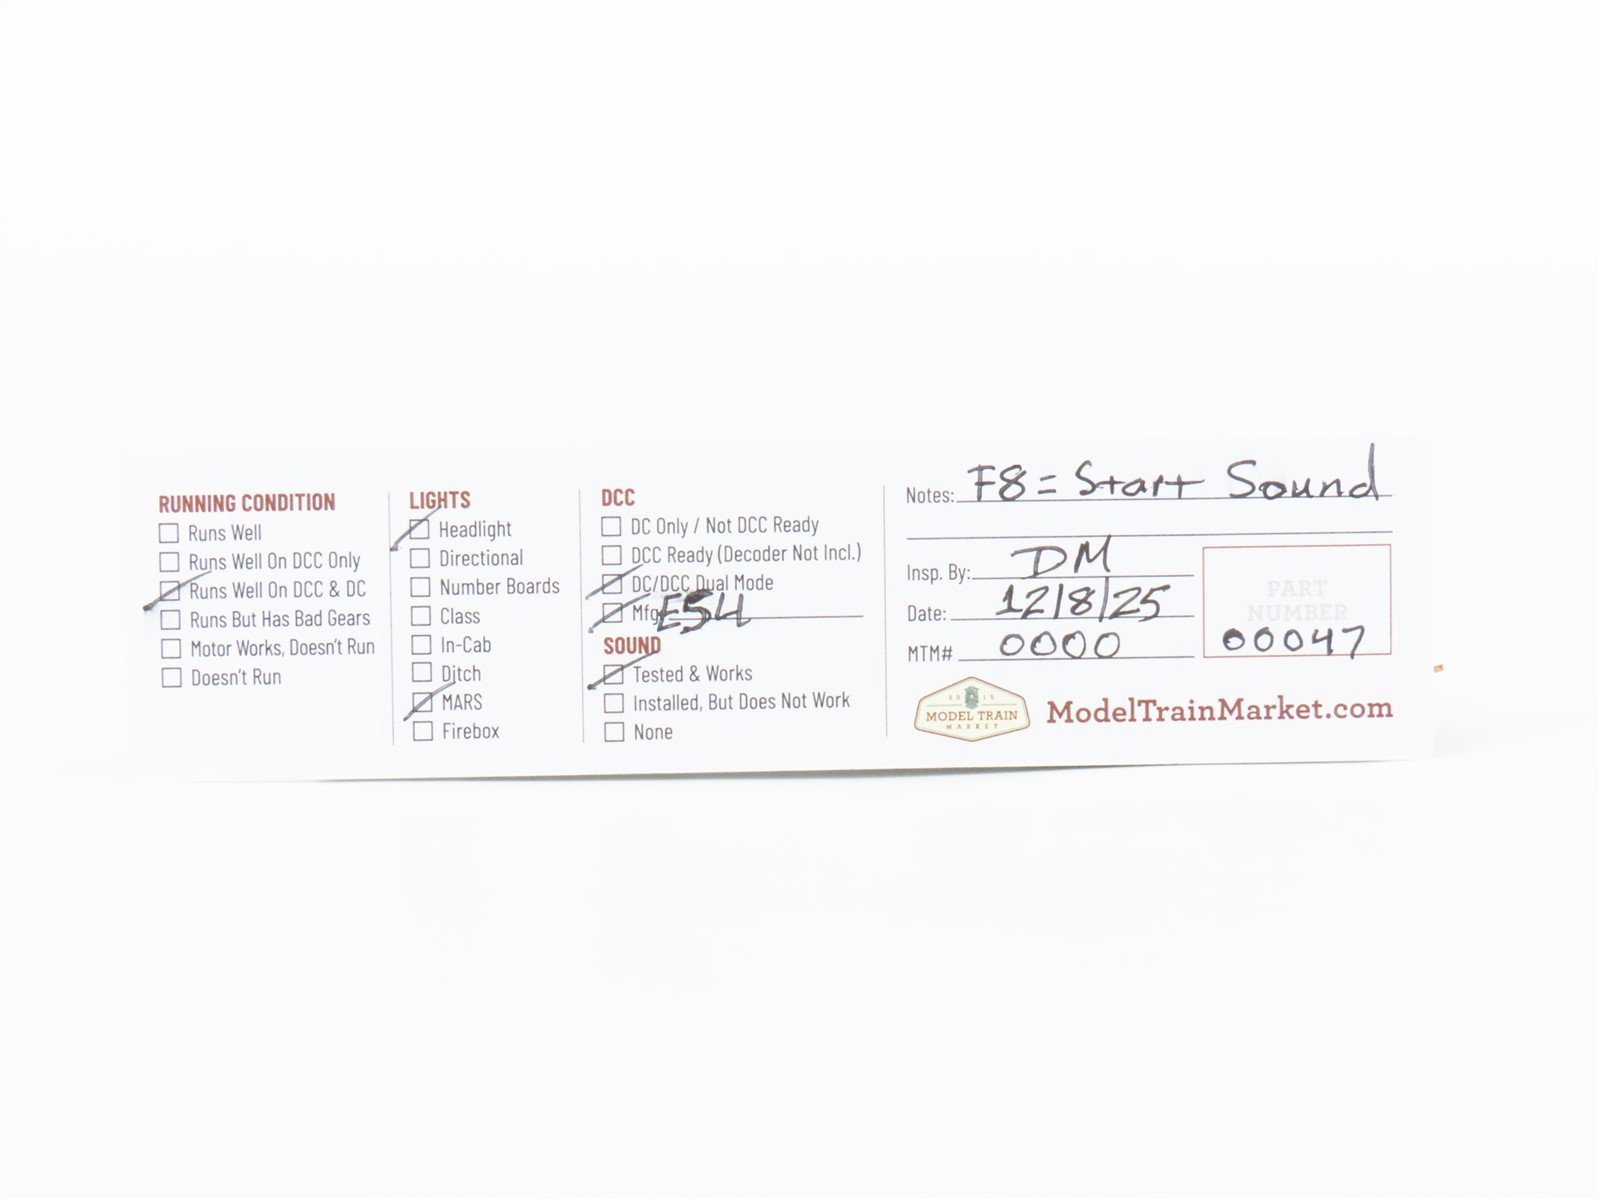 RUNNING CONDITION
Runs Well
Runs Well On DCC Only
Runs Well On DCC & DC
Runs But Has Bad Gears
Motor Works, Doesn't Run
Doesn't Run
LIGHTS
Headlight
Directional
Number Boards
Class
In-Cab
Ditch
MARS
Firebox
DCC
DC Only / Not DCC Ready
DCC Ready (Decoder Not Incl.)
DC/DCC Dual Mode
Mfg ESU
SOUND
Tested & Works
Installed, But Does Not Work
None
Notes: F8 = Start Sound
Insp. By: DM
Date: 12/8/25
MTM# 0000
PART
NUMBER
00047
2015
MODEL TRAIN
MARKET
ModelTrainMarket.com